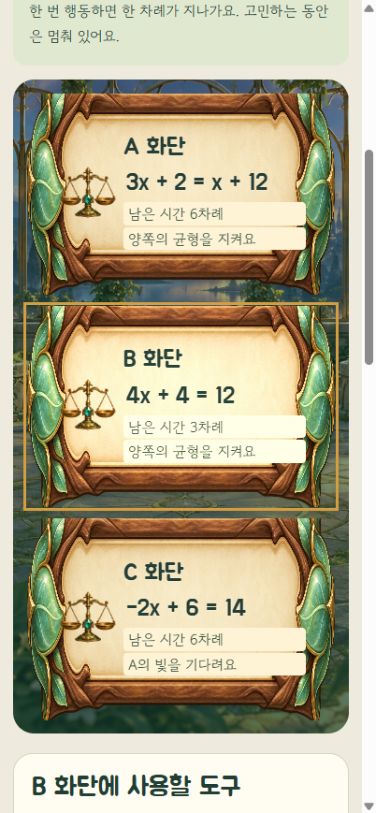 한 번 행동하면 한 차례가 지나가요. 고민하는 동안
은 멈춰 있어요.
A 화단
3x + 2 = x + 12
남은 시간 6차례
양쪽의 균형을 지켜요
B 화단
4x + 4 = 12
남은 시간 3차례
양쪽의 균형을 지켜요
C 화단
-2x + 6 = 14
남은 시간 6차례
A의 빛을 기다려요
B 화단에 사용할 도구